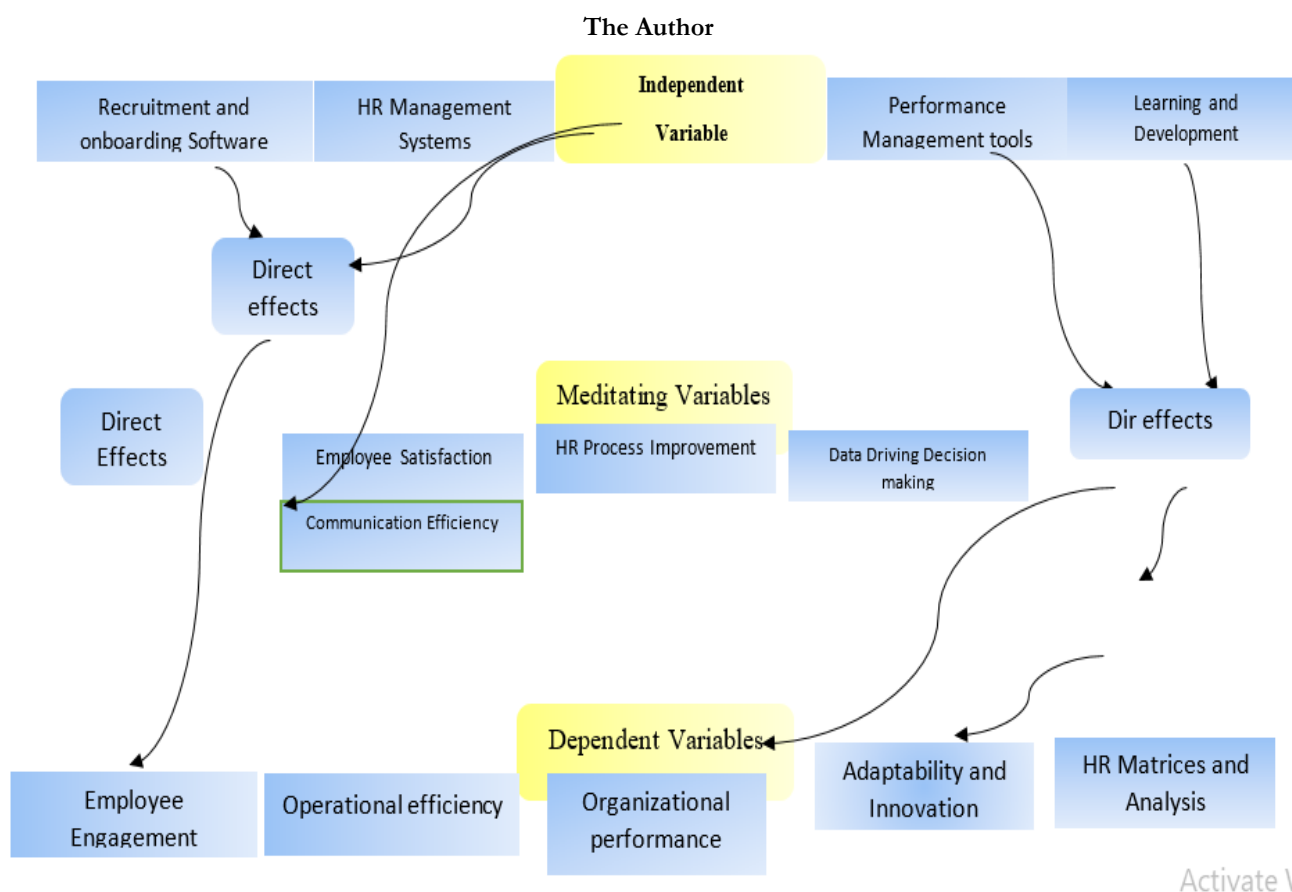 The Author
Recruitment and
onboarding Software
HR Management
Systems
Independent
Variable
Performance
Management tools
Learning and
Development
Direct
effects
Direct
Effects
Meditating Variables
Dir effects
Employee Satisfaction
HR Process Improvement
Data Driving Decision
making
Communication Efficiency
Dependent Variables
Employee
Engagement
Operational efficiency
Organizational
performance
Adaptability and
Innovation
HR Matrices and
Analysis
Activate